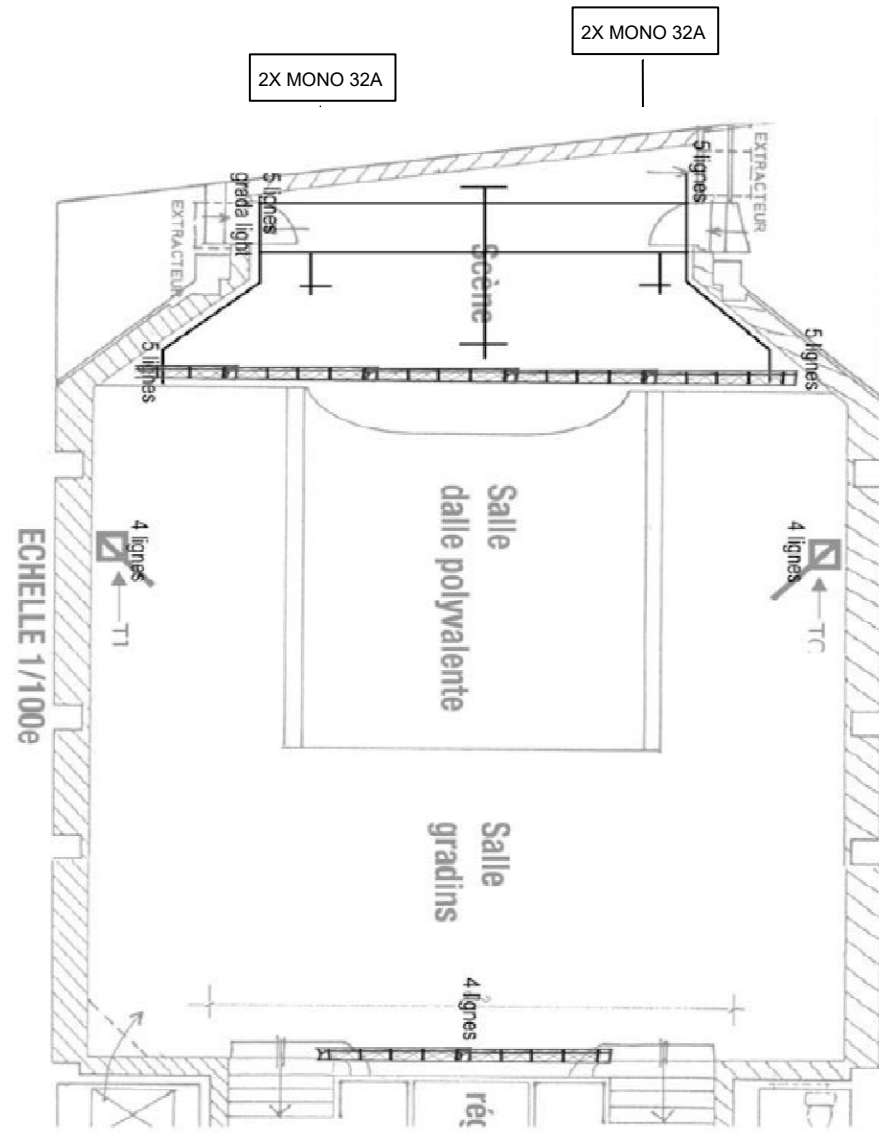 2X MONO 32A
2X MONO 32A
EXTRACTEUR
5 lignes
5 lignes
grada light
EXTRACTEUR
Scène
5 lignes
5 lignes
Salle
dalle polyvalente
4 lignes
4 lignes
T1
ECHELLE 1/100e
Salle
gradins
4 lignes